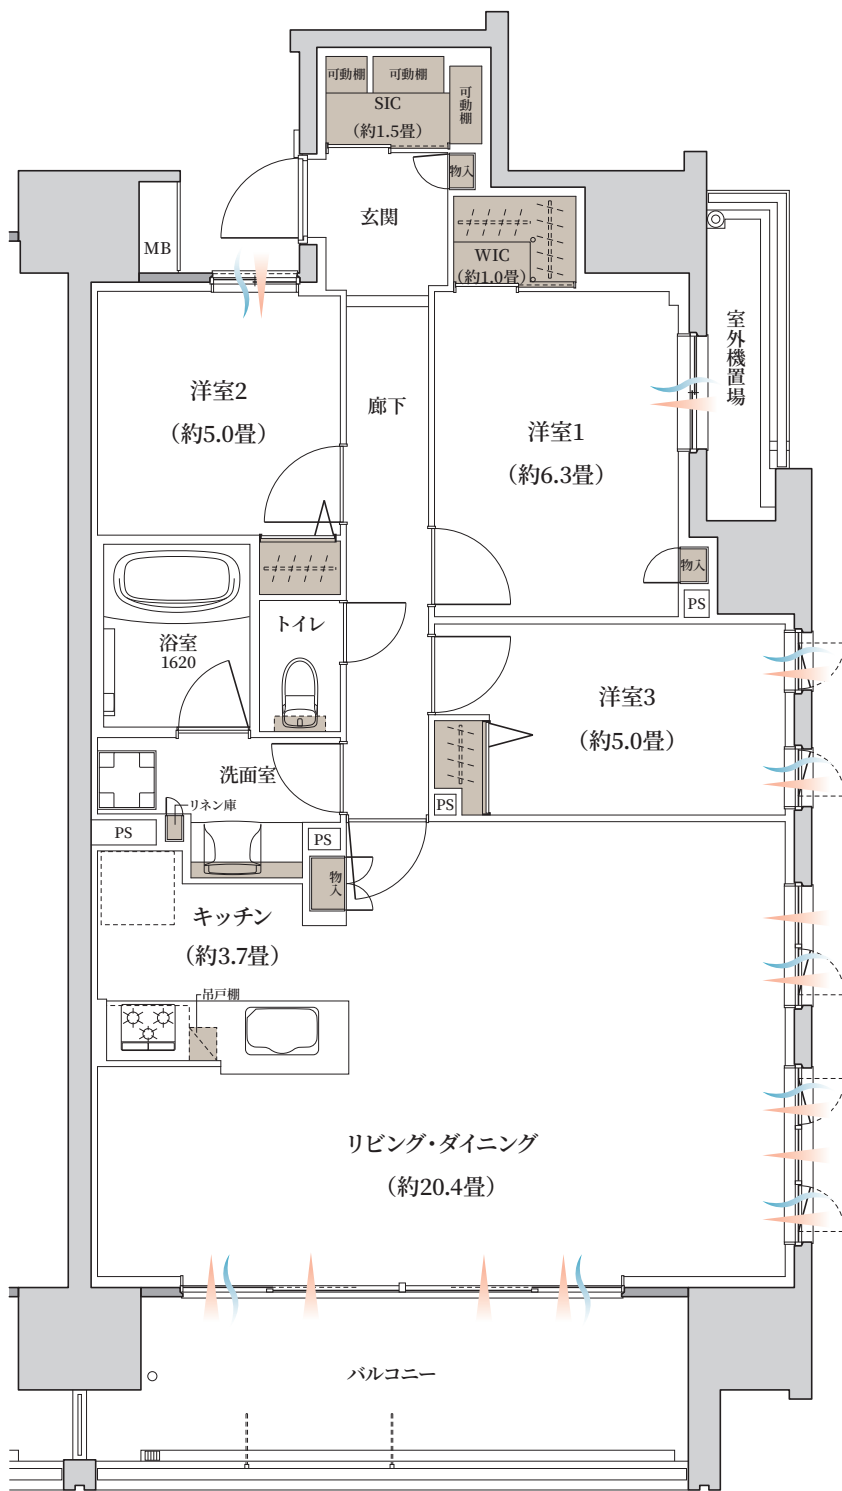 可動棚
可動棚
可動棚
SIC
（約1.5畳）
物入
玄関
MB
WIC
（約1.0畳）
室外機置場
洋室2
（約5.0畳）
廊下
洋室1
（約6.3畳）
物入
PS
トイレ
浴室
1620
洋室3
（約5.0畳）
洗面室
リネン庫
PS
PS
PS
物入
キッチン
（約3.7畳）
吊戸棚
リビング・ダイニング
（約20.4畳）
バルコニー